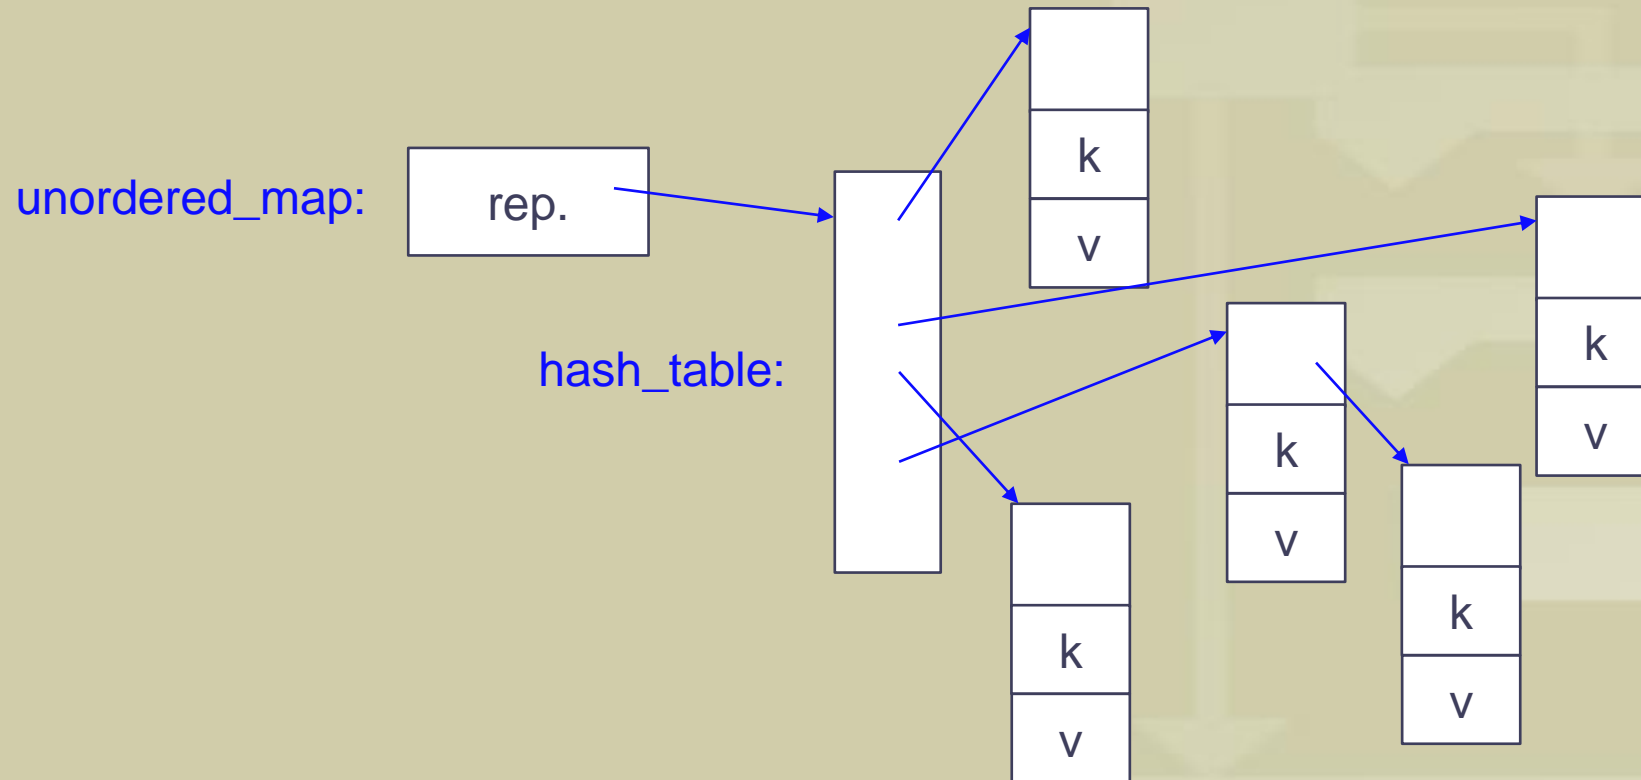 unordered_map:
rep.
hash_table:
k
v
k
v
k
v
k
v
k
v